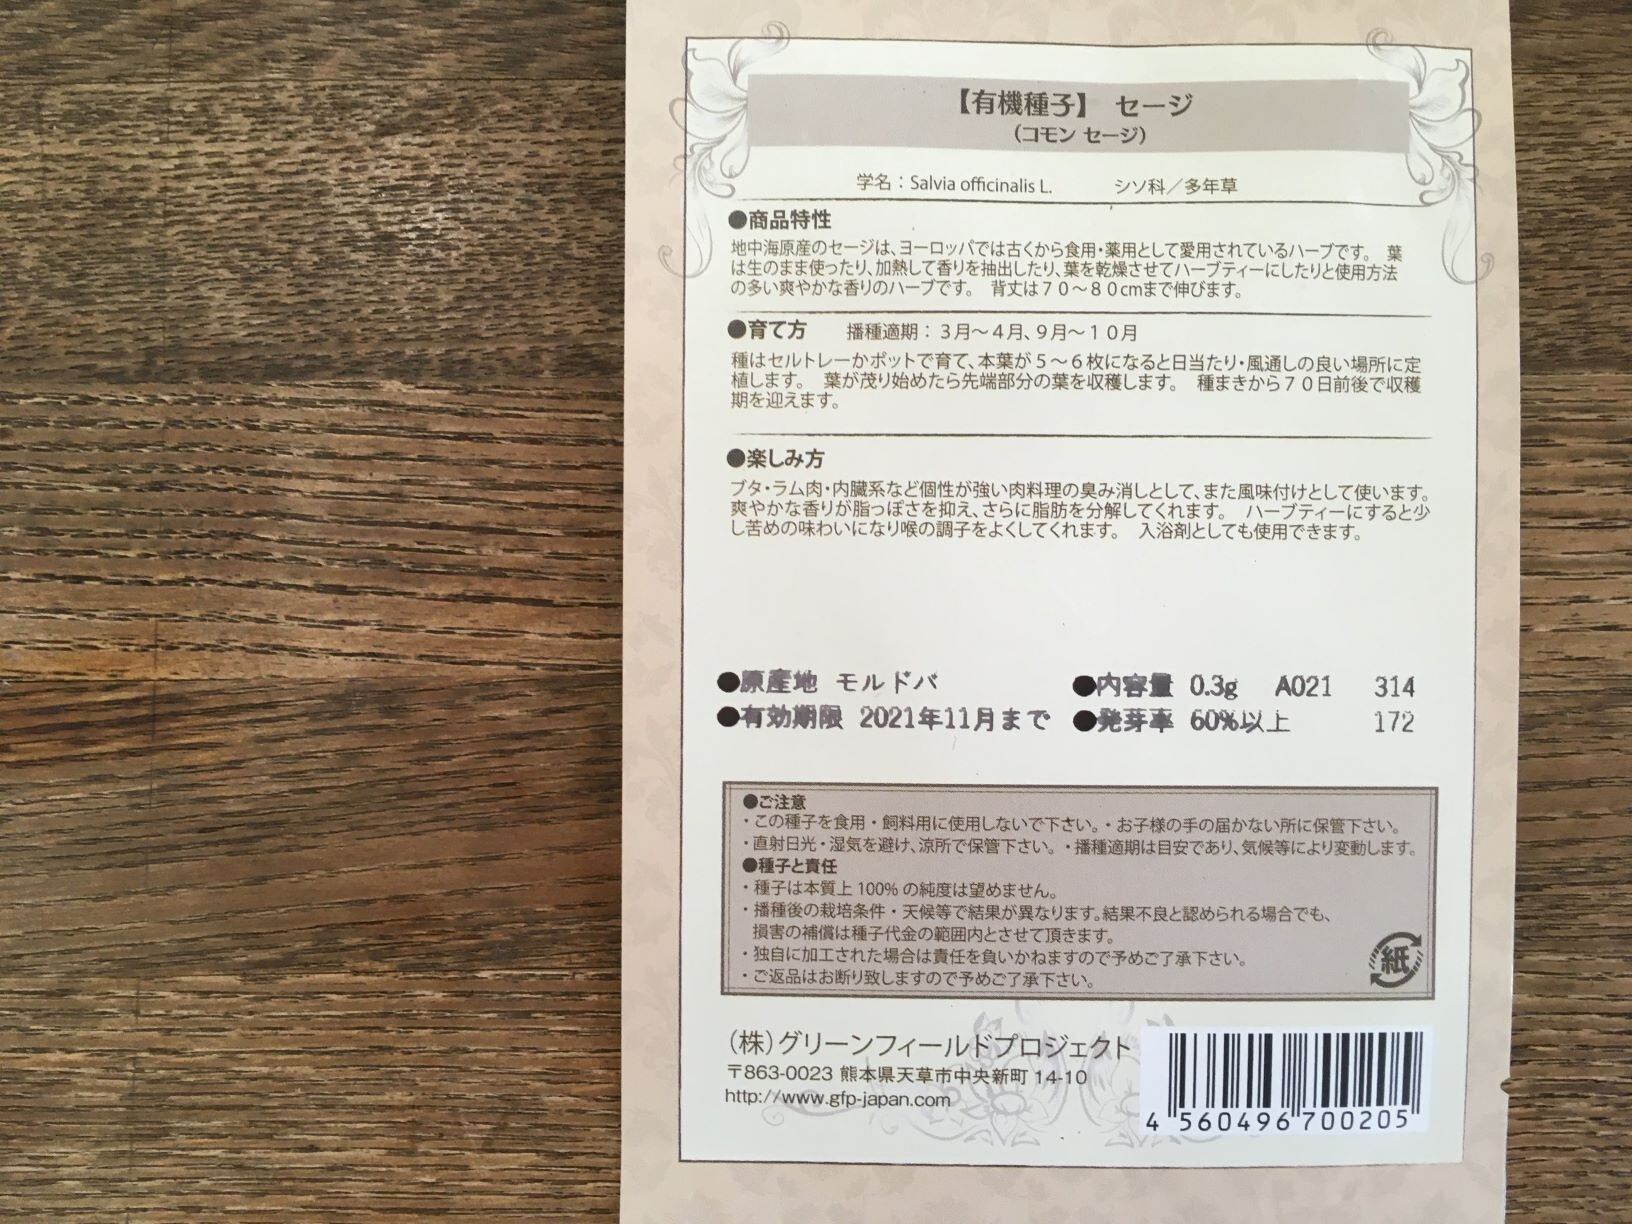 【有機種子】 セージ
（コモン セージ）
学名：Salvia officinalis L. シソ科／多年草
●商品特性
地中海原産のセージは、ヨーロッパでは古くから食用・薬用として愛用されているハーブです。 葉
は生のまま使ったり、加熱して香りを抽出したり、葉を乾燥させてハーブティーにしたりと使用方法
の多い爽やかな香りのハーブです。 背丈は７０～８０cmまで伸びます。
●育て方 播種適期：３月～４月、９月～１０月
種はセルトレーかポットで育て、本葉が５～６枚になると日当たり・風通しの良い場所に定
植します。 葉が茂り始めたら先端部分の葉を収穫します。 種まきから７０日前後で収穫
期を迎えます。
●楽しみ方
ブタ・ラム肉・内臓系など個性が強い肉料理の臭み消しとして、また風味付けとして使います。
爽やかな香りが脂っぽさを抑え、さらに脂肪を分解してくれます。 ハーブティーにすると少
し苦めの味わいになり喉の調子をよくしてくれます。 入浴剤としても使用できます。
●原産地 モルドバ ●内容量 0.3g A021 314
●有効期限 2021年11月まで ●発芽率 60%以上 172
●ご注意
・この種子を食用・飼料用に使用しないで下さい。・お子様の手の届かない所に保管下さい。
・直射日光・湿気を避け、涼所で保管下さい。・播種適期は目安であり、気候等により変動します。
●種子と責任
・種子は本質上100%の純度は望めません。
・播種後の栽培条件・天候等で結果が異なります。結果不良と認められる場合でも、
損害の補償は種子代金の範囲内とさせて頂きます。
・独自に加工された場合は責任を負いかねますので予めご了承下さい。
・ご返品はお断り致しますので予めご了承下さい。
紙
（株）グリーンフィールドプロジェクト
〒863-0023 熊本県天草市中央新町14-10
http://www.gfp-japan.com
4 560496 700205